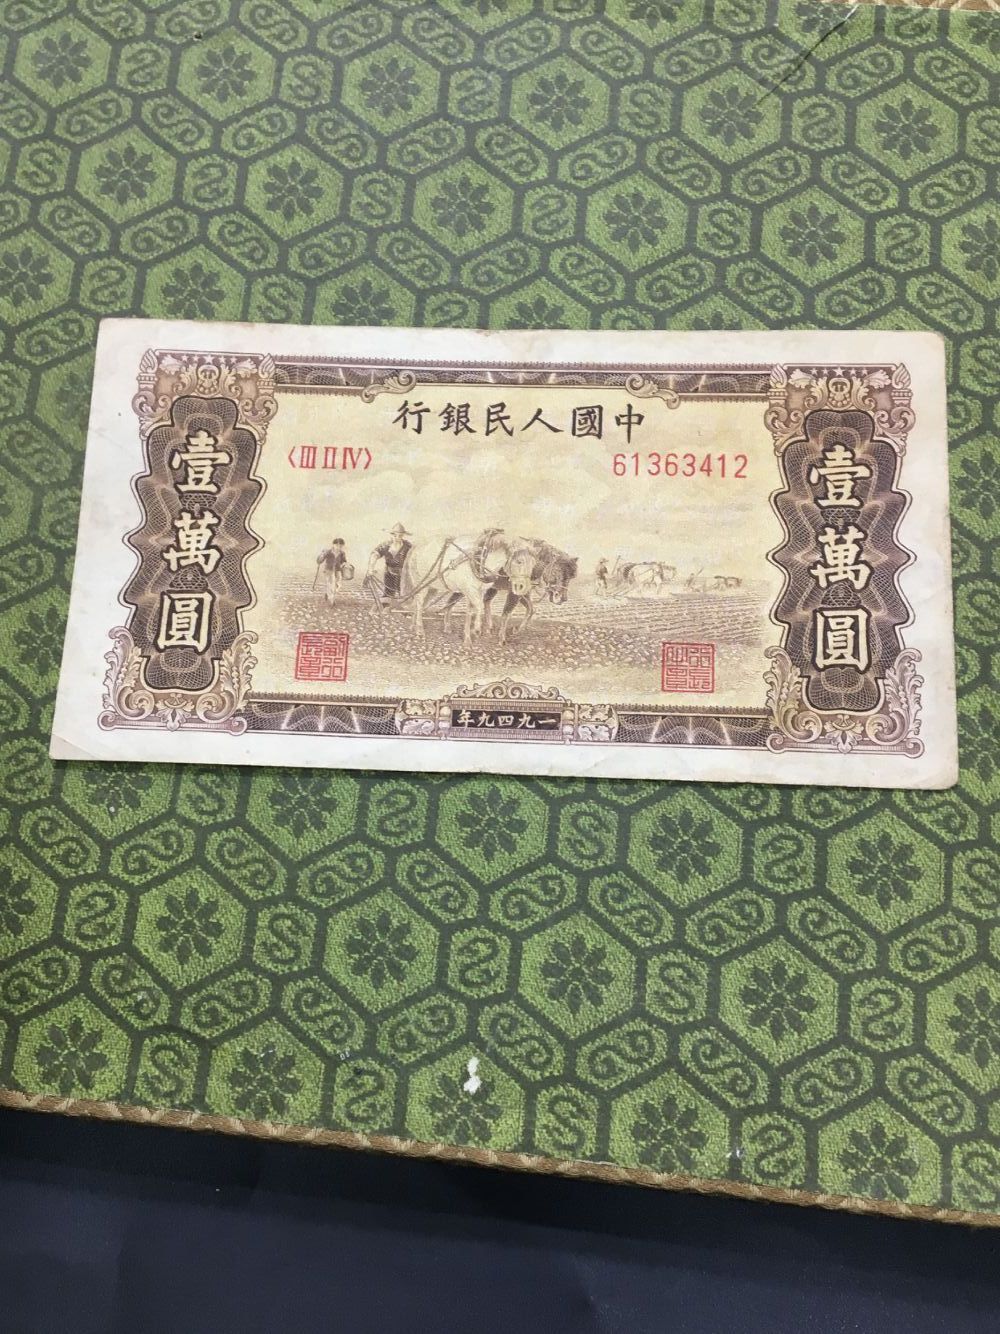 中國人民銀行
〈III II IV〉
61363412
壹萬圓
壹萬圓
一九四九年